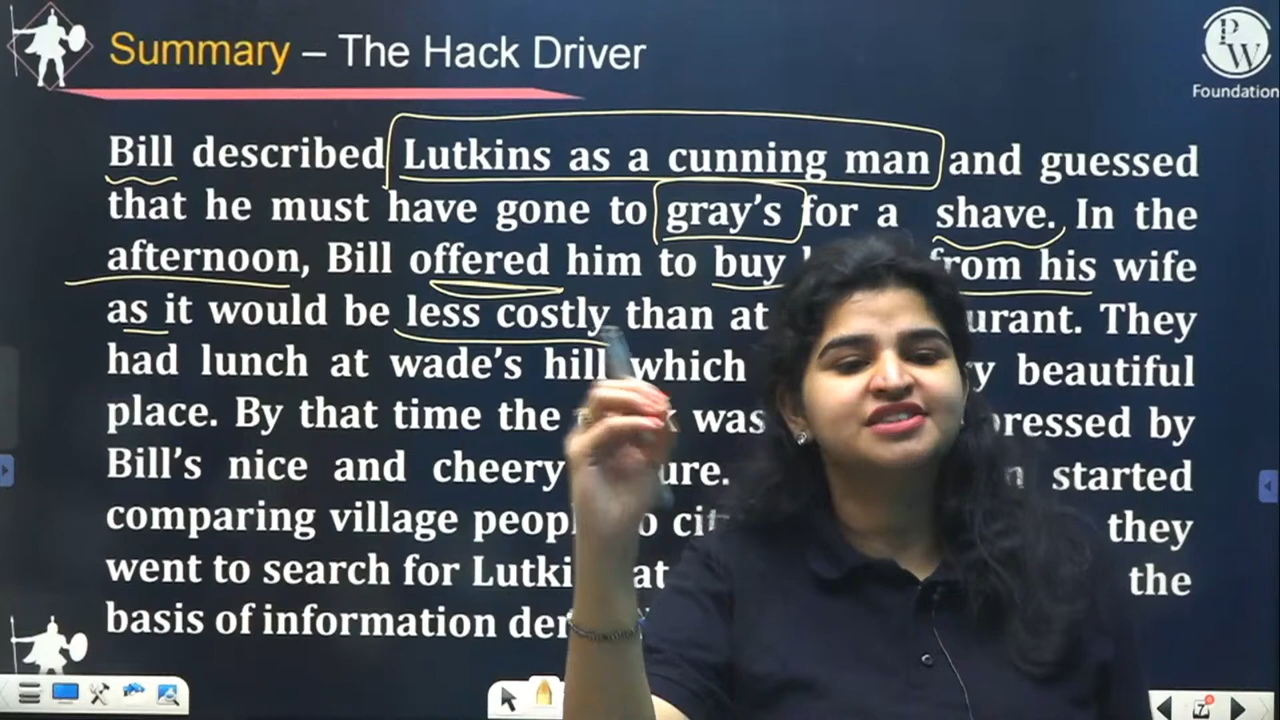 Summary – The Hack Driver
PW
Foundation
Bill described Lutkins as a cunning man and guessed
that he must have gone to gray's for a shave. In the
afternoon, Bill offered him to buy from his wife
as it would be less costly than at They
had lunch at wade's hill which beautiful
place. By that time the was by
Bill's nice and cheery started
comparing village they
went to search for at the
basis of information
7